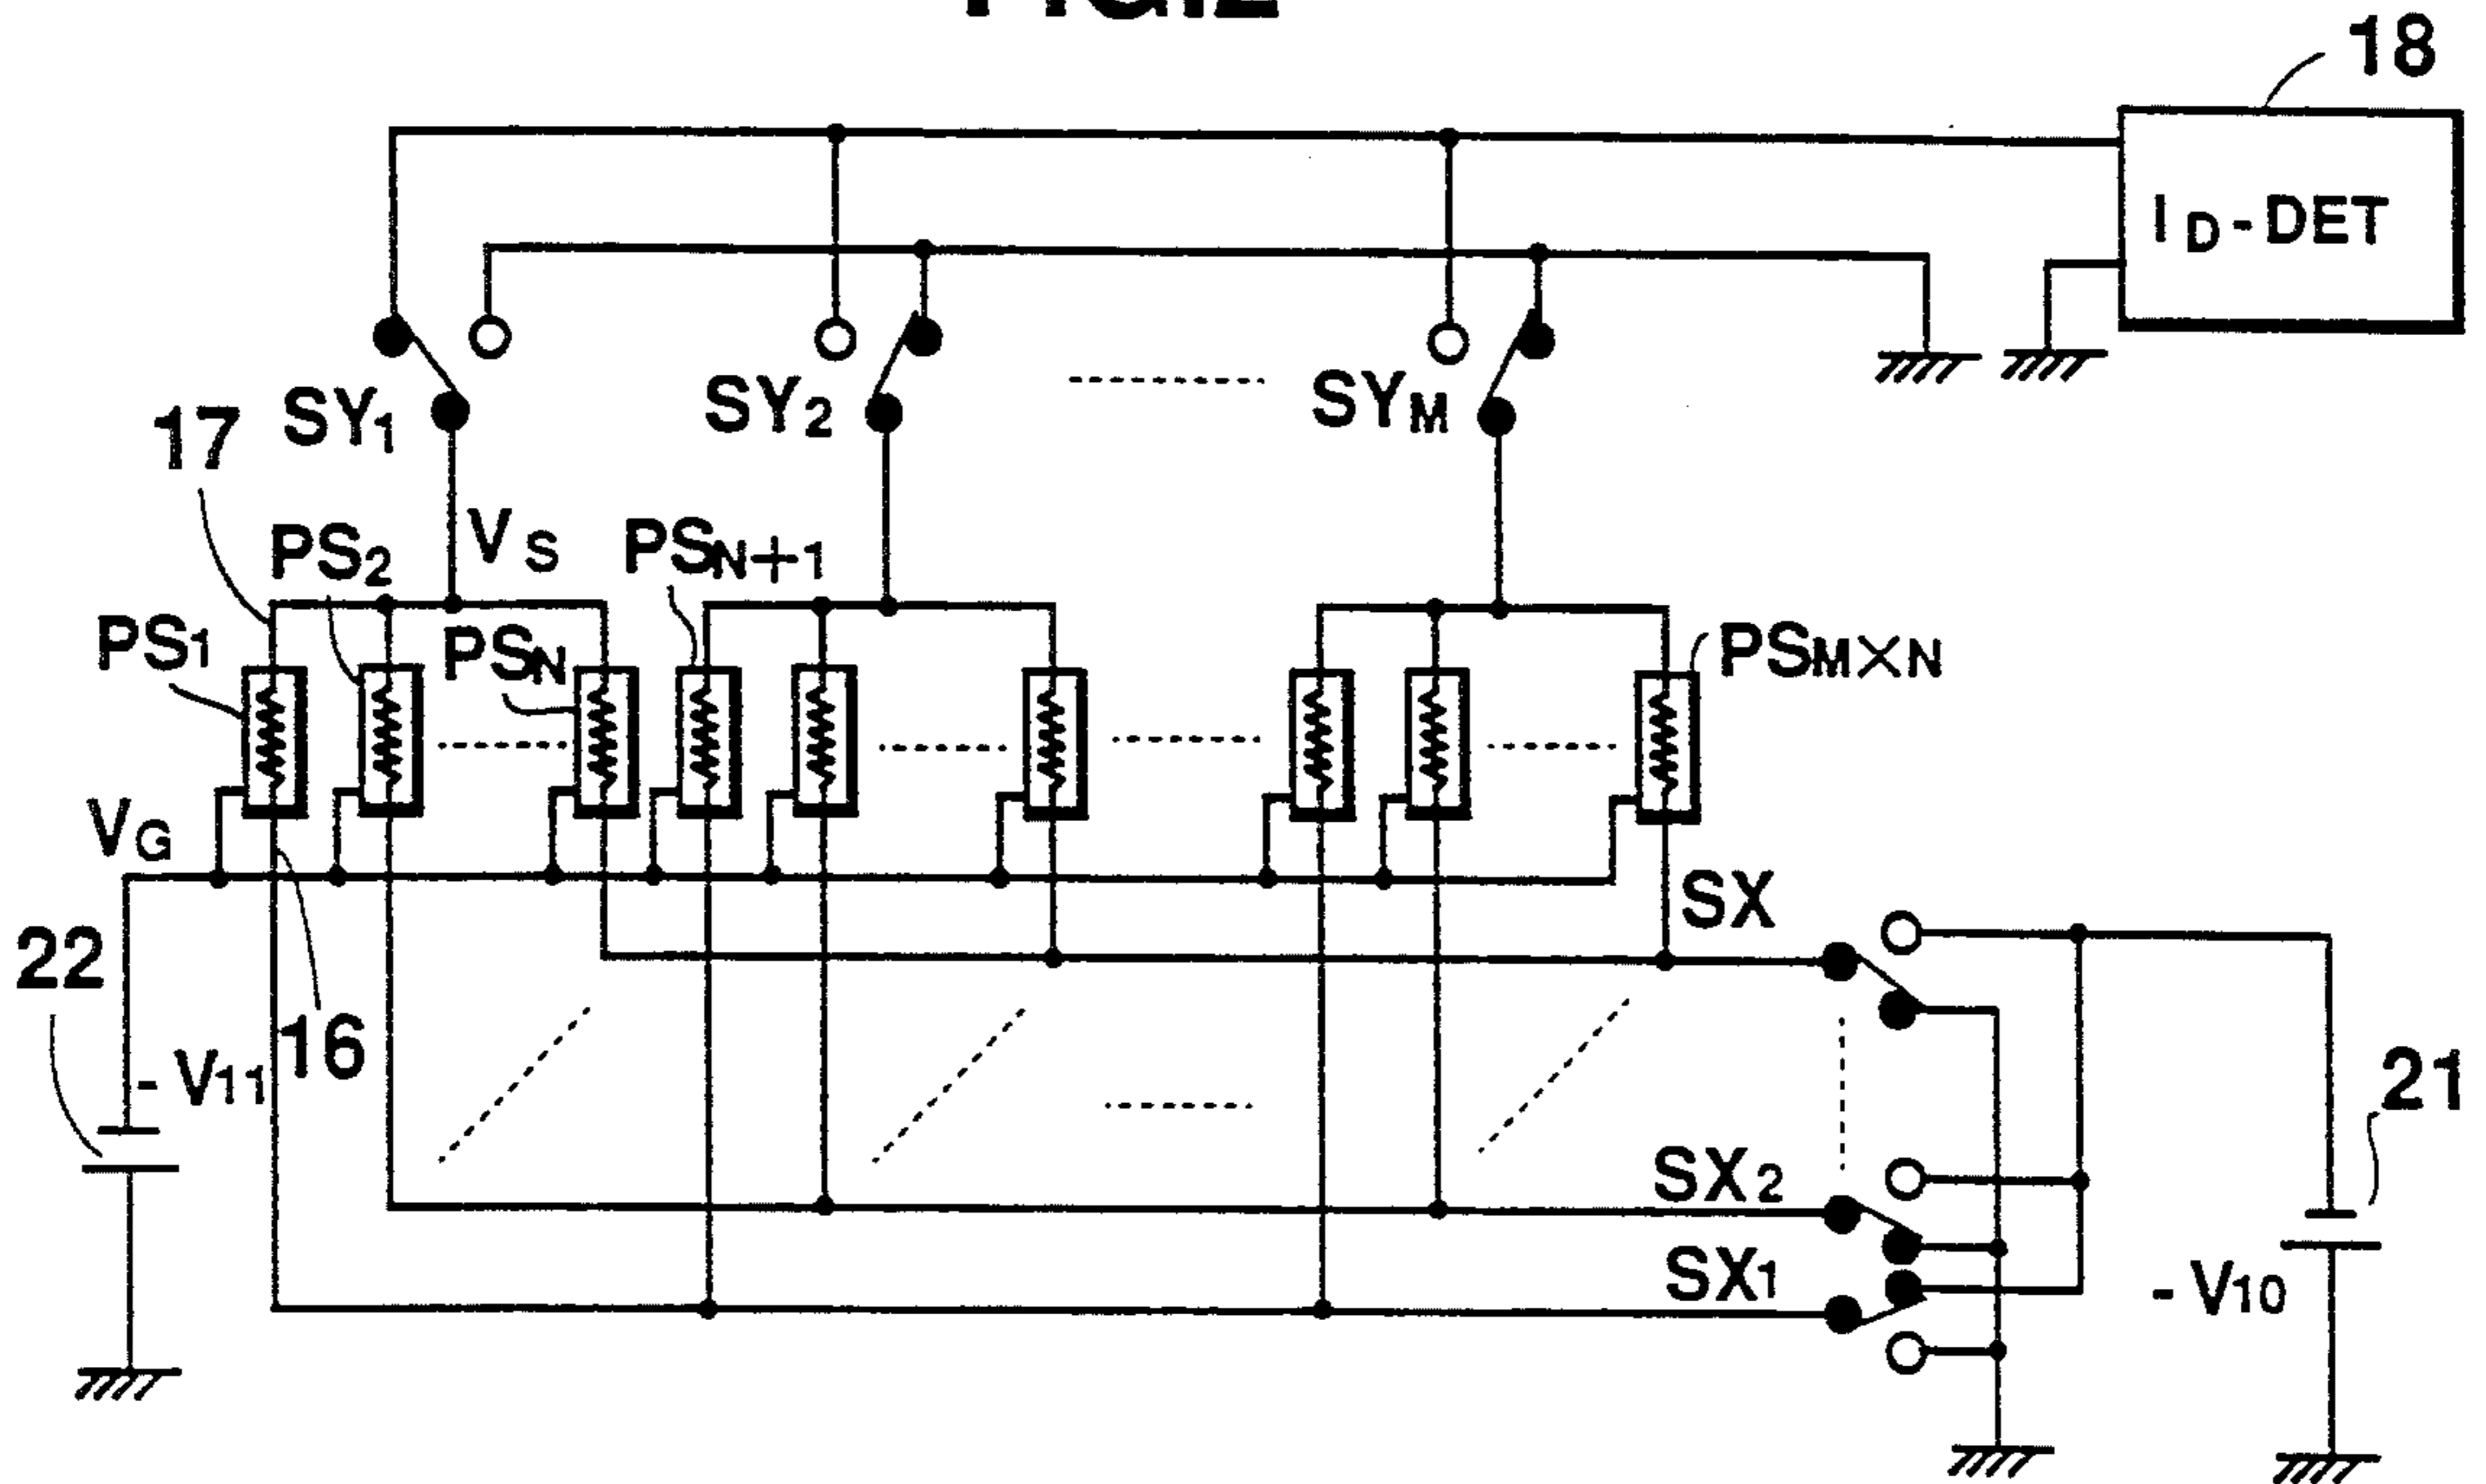 18
I D - DET
SY1
SY2
SYM
17
VS
PS2
PSN+1
PS1
PSN
PSM×N
VG
SX
22
16
- V11
21
SX2
SX1
- V10